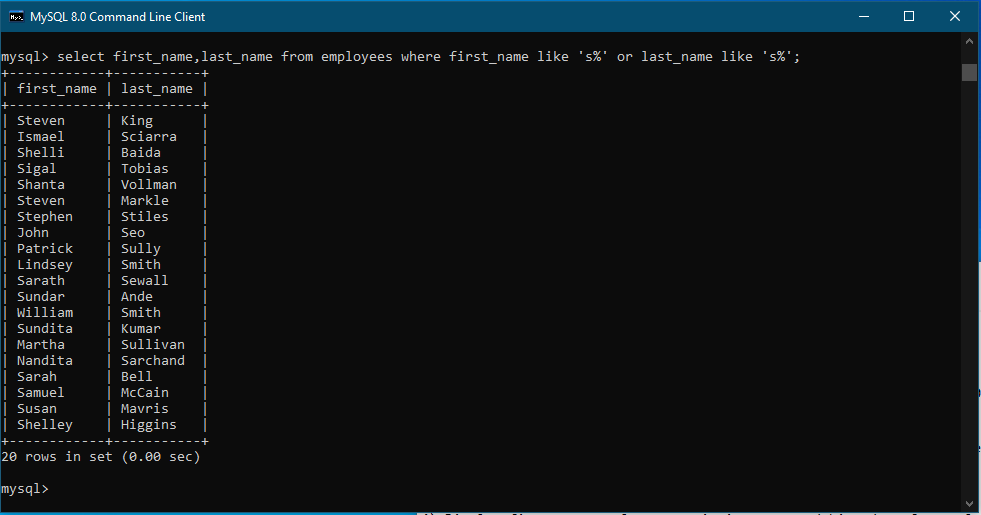 MySQL 8.0 Command Line Client
mysql> select first_name,last_name from employees where first_name like 's%' or last_name like 's%';
+------------+-----------+
| first_name | last_name |
+------------+-----------+
| Steven     | King      |
| Ismael     | Sciarra   |
| Shelli     | Baida     |
| Sigal      | Tobias    |
| Shanta     | Vollman   |
| Steven     | Markle    |
| Stephen    | Stiles    |
| John       | Seo       |
| Patrick    | Sully     |
| Lindsey    | Smith     |
| Sarath     | Sewall    |
| Sundar     | Ande      |
| William    | Smith     |
| Sundita    | Kumar     |
| Martha     | Sullivan  |
| Nandita    | Sarchand  |
| Sarah      | Bell      |
| Samuel     | McCain    |
| Susan      | Mavris    |
| Shelley    | Higgins   |
+------------+-----------+
20 rows in set (0.00 sec)
mysql>